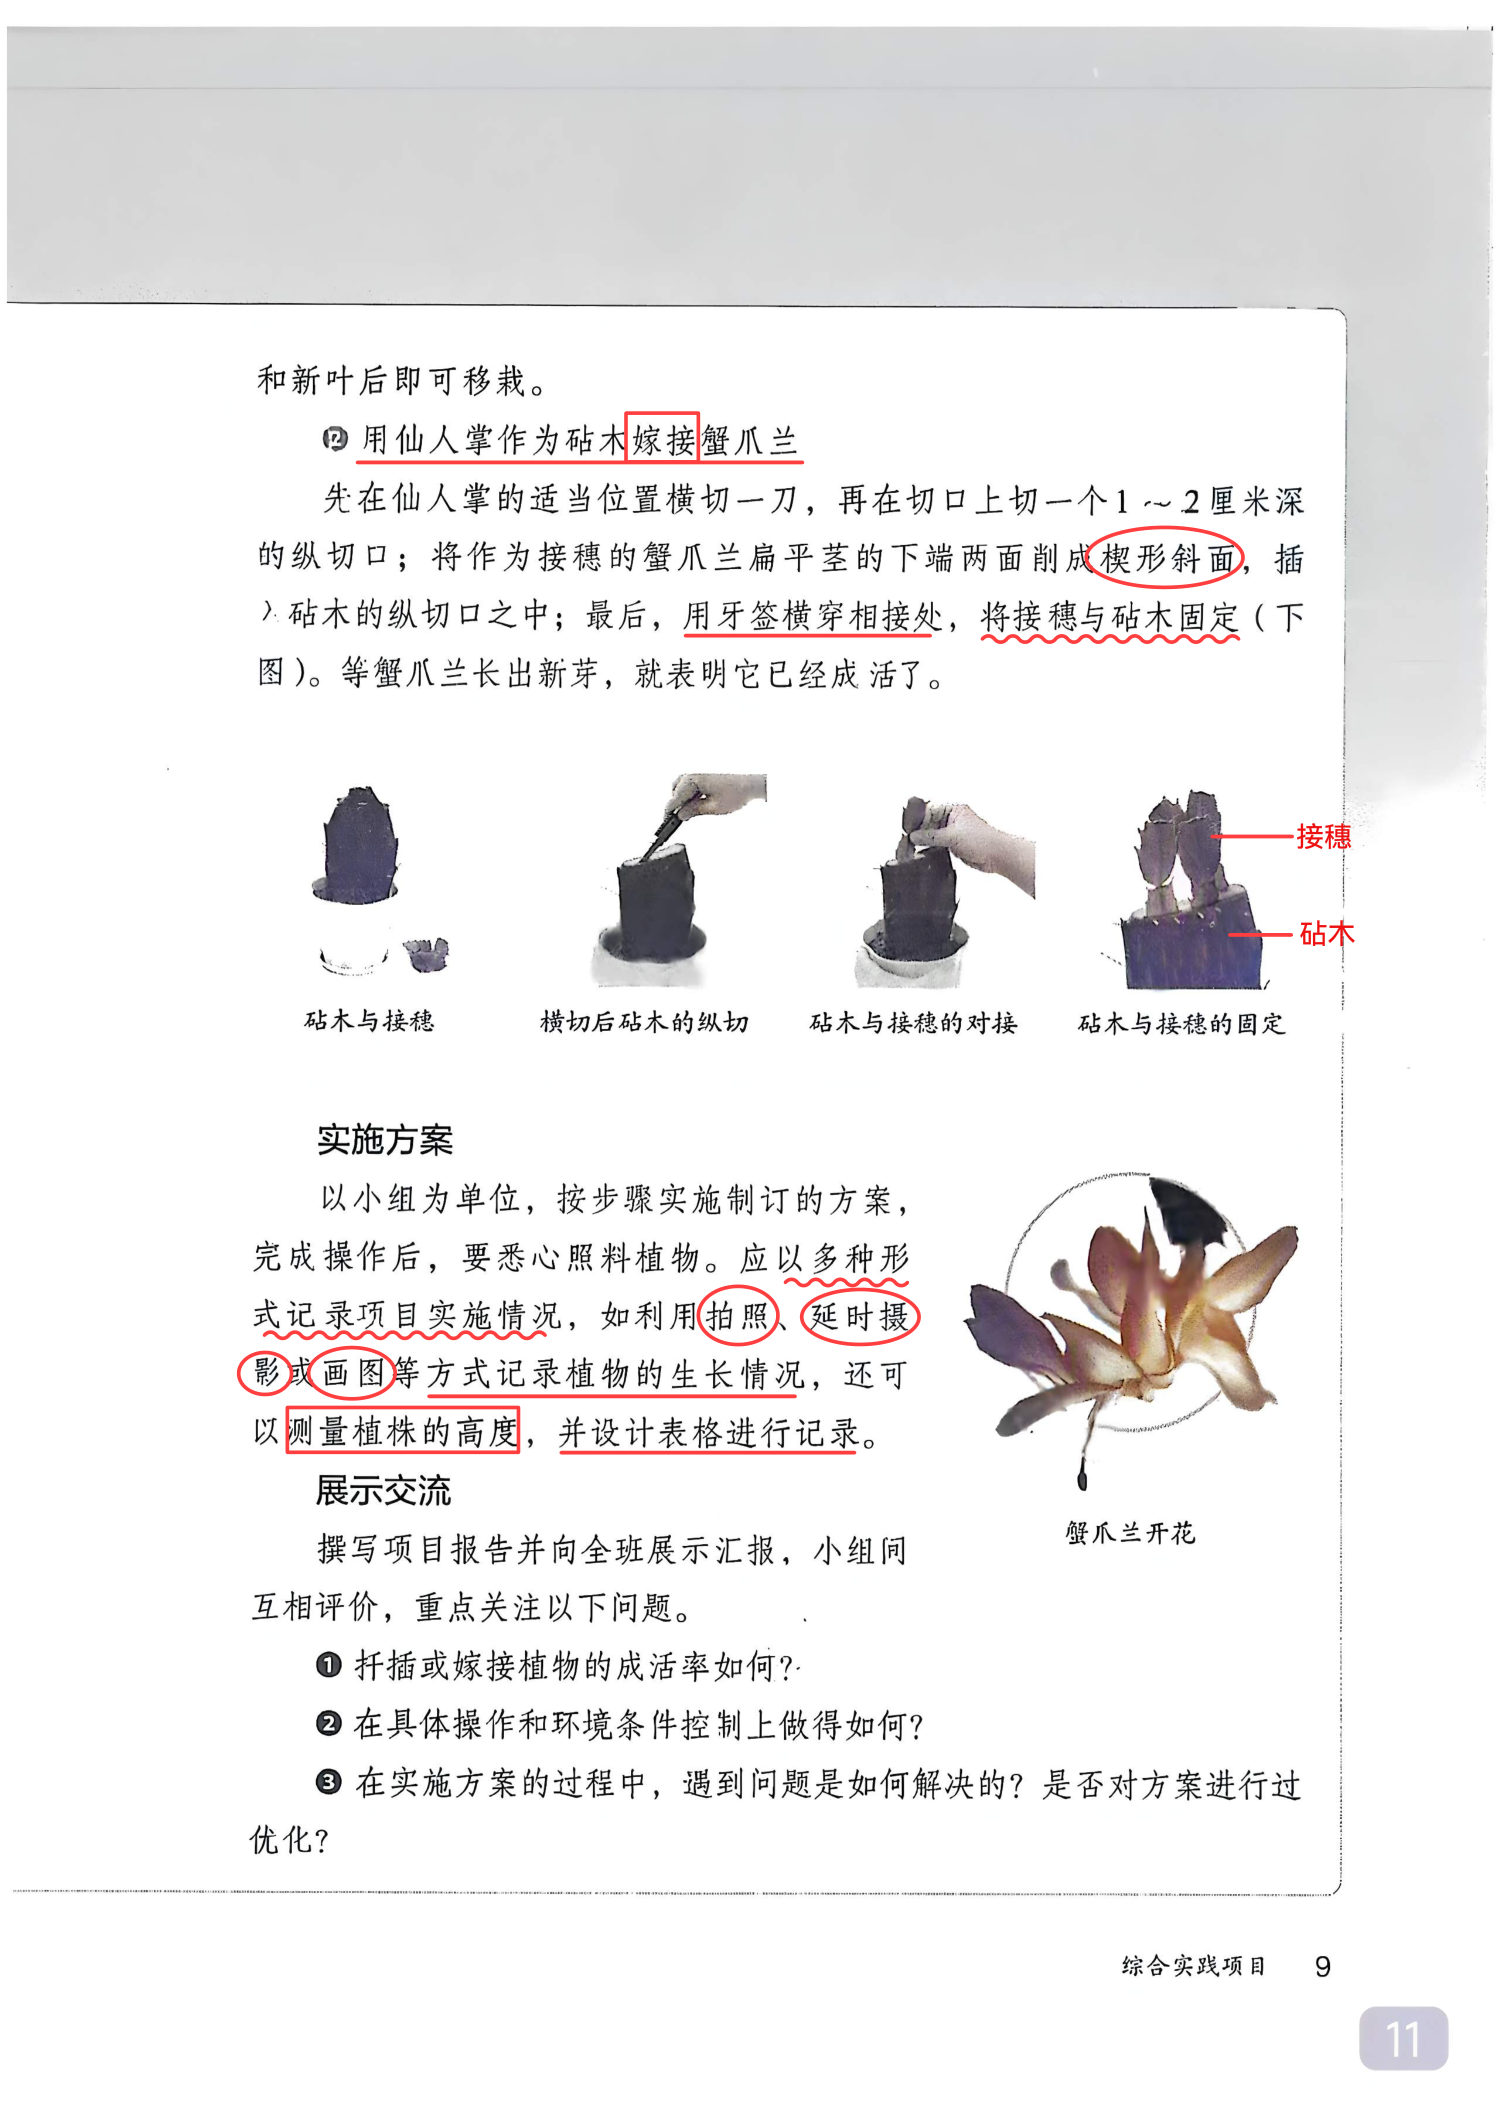 和新叶后即可移栽。
❷ 用仙人掌作为砧木嫁接蟹爪兰
先在仙人掌的适当位置横切一刀，再在切口上切一个1～2厘米深
的纵切口；将作为接穗的蟹爪兰扁平茎的下端两面削成楔形斜面，插
入砧木的纵切口之中；最后，用牙签横穿相接处，将接穗与砧木固定（下
图）。等蟹爪兰长出新芽，就表明它已经成活了。
接穗
砧木
砧木与接穗
横切后砧木的纵切
砧木与接穗的对接
砧木与接穗的固定
实施方案
以小组为单位，按步骤实施制订的方案，
完成操作后，要悉心照料植物。应以多种形
式记录项目实施情况，如利用拍照、延时摄
影或画图等方式记录植物的生长情况，还可
以测量植株的高度，并设计表格进行记录。
蟹爪兰开花
展示交流
撰写项目报告并向全班展示汇报，小组间
互相评价，重点关注以下问题。
❶ 扦插或嫁接植物的成活率如何？
❷ 在具体操作和环境条件控制上做得如何？
❸ 在实施方案的过程中，遇到问题是如何解决的？是否对方案进行过
优化？
综合实践项目 9
11